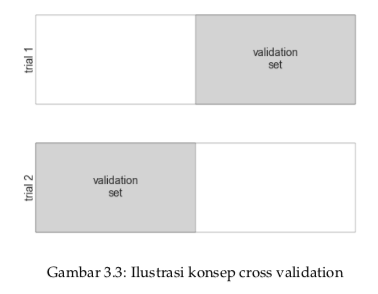 trial 1
validation
set
trial 2
validation
set
Gambar 3.3: Ilustrasi konsep cross validation